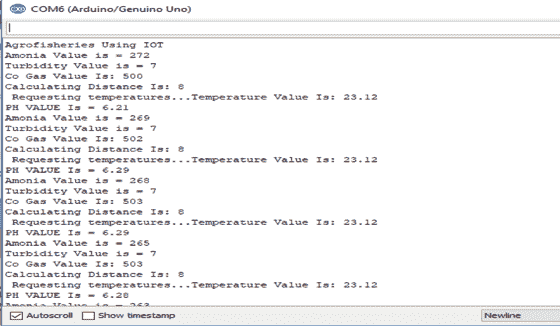 COM6 (Arduino/Genuino Uno)
Agrofisheries Using IOT
Amonia Value is = 272
Turbidity Value is = 7
Co Gas Value Is: 500
Calculating Distance Is: 8
Requesting temperatures...Temperature Value Is: 23.12
PH VALUE Is = 6.21
Amonia Value is = 269
Turbidity Value is = 7
Co Gas Value Is: 502
Calculating Distance Is: 8
Requesting temperatures...Temperature Value Is: 23.12
PH VALUE Is = 6.29
Amonia Value is = 268
Turbidity Value is = 7
Co Gas Value Is: 503
Calculating Distance Is: 8
Requesting temperatures...Temperature Value Is: 23.12
PH VALUE Is = 6.29
Amonia Value is = 265
Turbidity Value is = 7
Co Gas Value Is: 503
Calculating Distance Is: 8
Requesting temperatures...Temperature Value Is: 23.12
PH VALUE Is = 6.28
Amonia Value is = 263
Autoscroll Show timestamp Newline